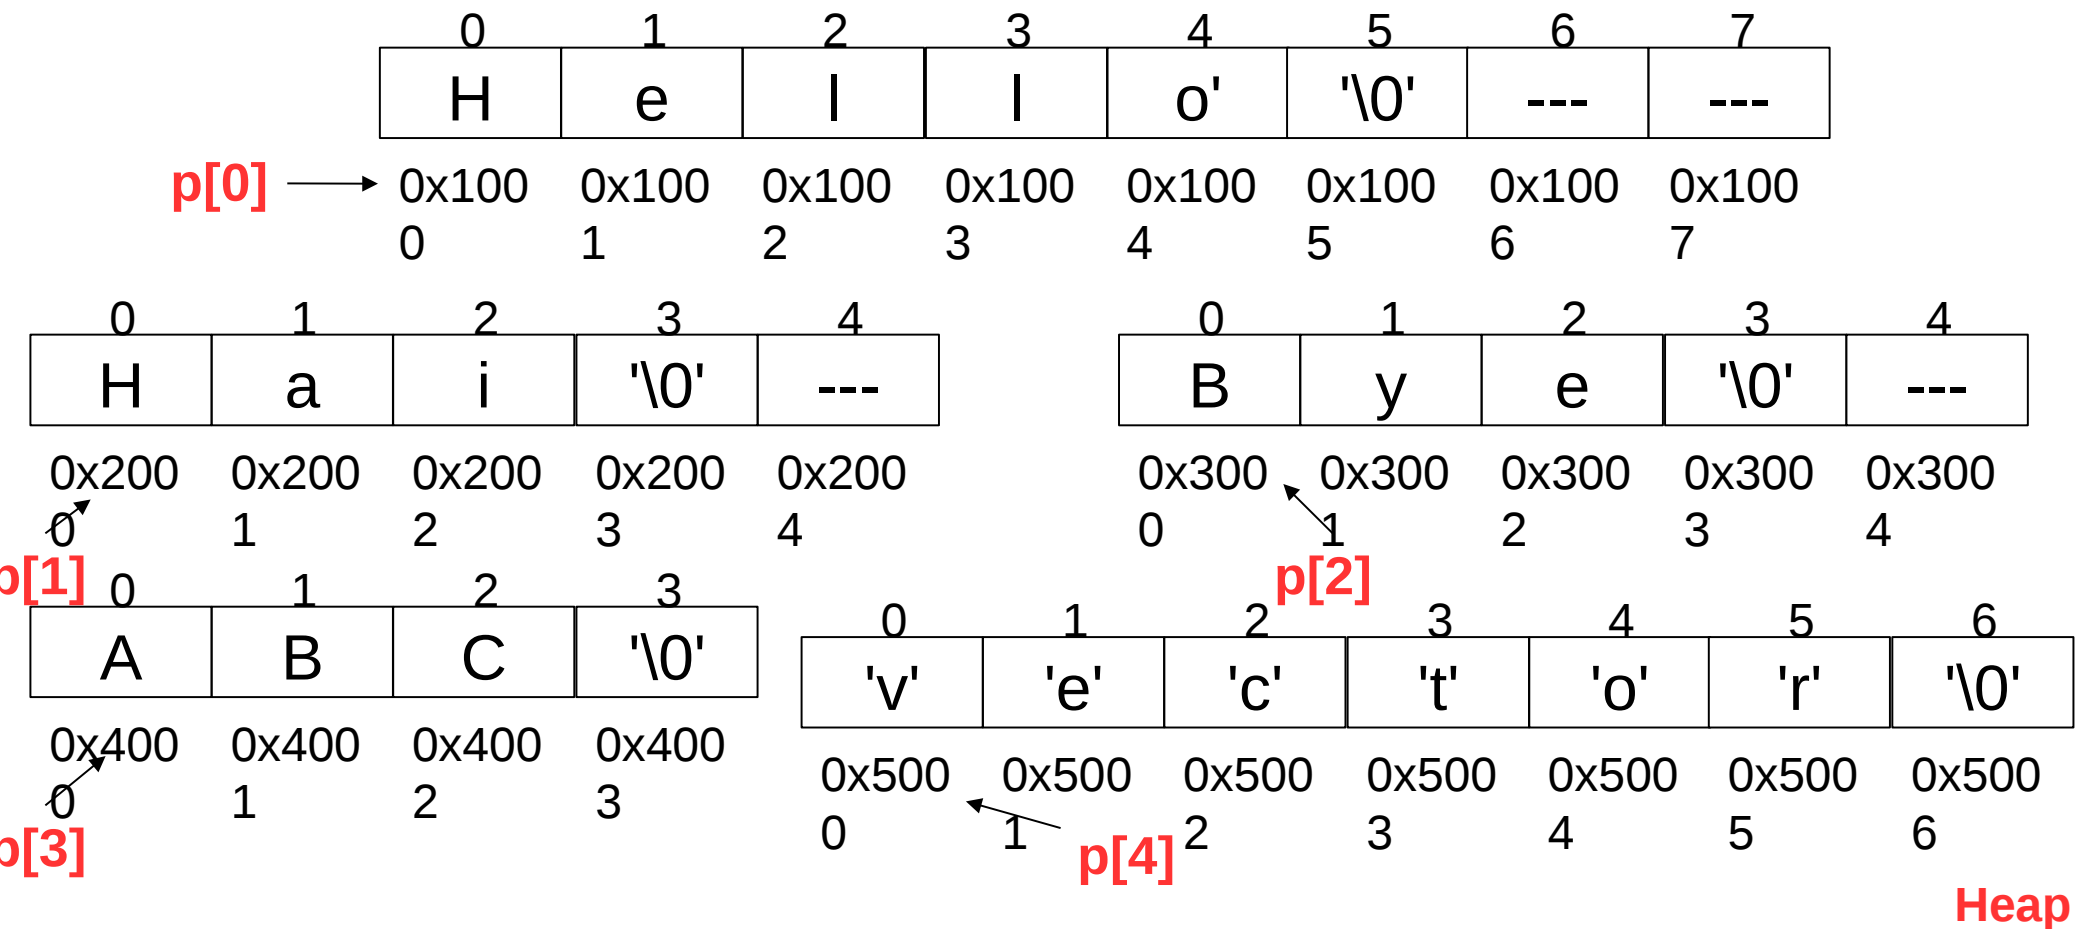 0 1 2 3 4 5 6 7
H e l l o' '\0' --- ---
p[0] 0x100 0x100 0x100 0x100 0x100 0x100 0x100 0x100
0 1 2 3 4 5 6 7
0 1 2 3 4 0 1 2 3 4
H a i '\0' --- B y e '\0' ---
0x200 0x200 0x200 0x200 0x200 0x300 0x300 0x300 0x300 0x300
0 1 2 3 4 0 1 2 3 4
p[1] p[2]
0 1 2 3
A B C '\0'
0 1 2 3 4 5 6
'v' 'e' 'c' 't' 'o' 'r' '\0'
0x400 0x400 0x400 0x400
0 1 2 3
0x500 0x500 0x500 0x500 0x500 0x500 0x500
0 1 2 3 4 5 6
p[3] p[4]
Heap